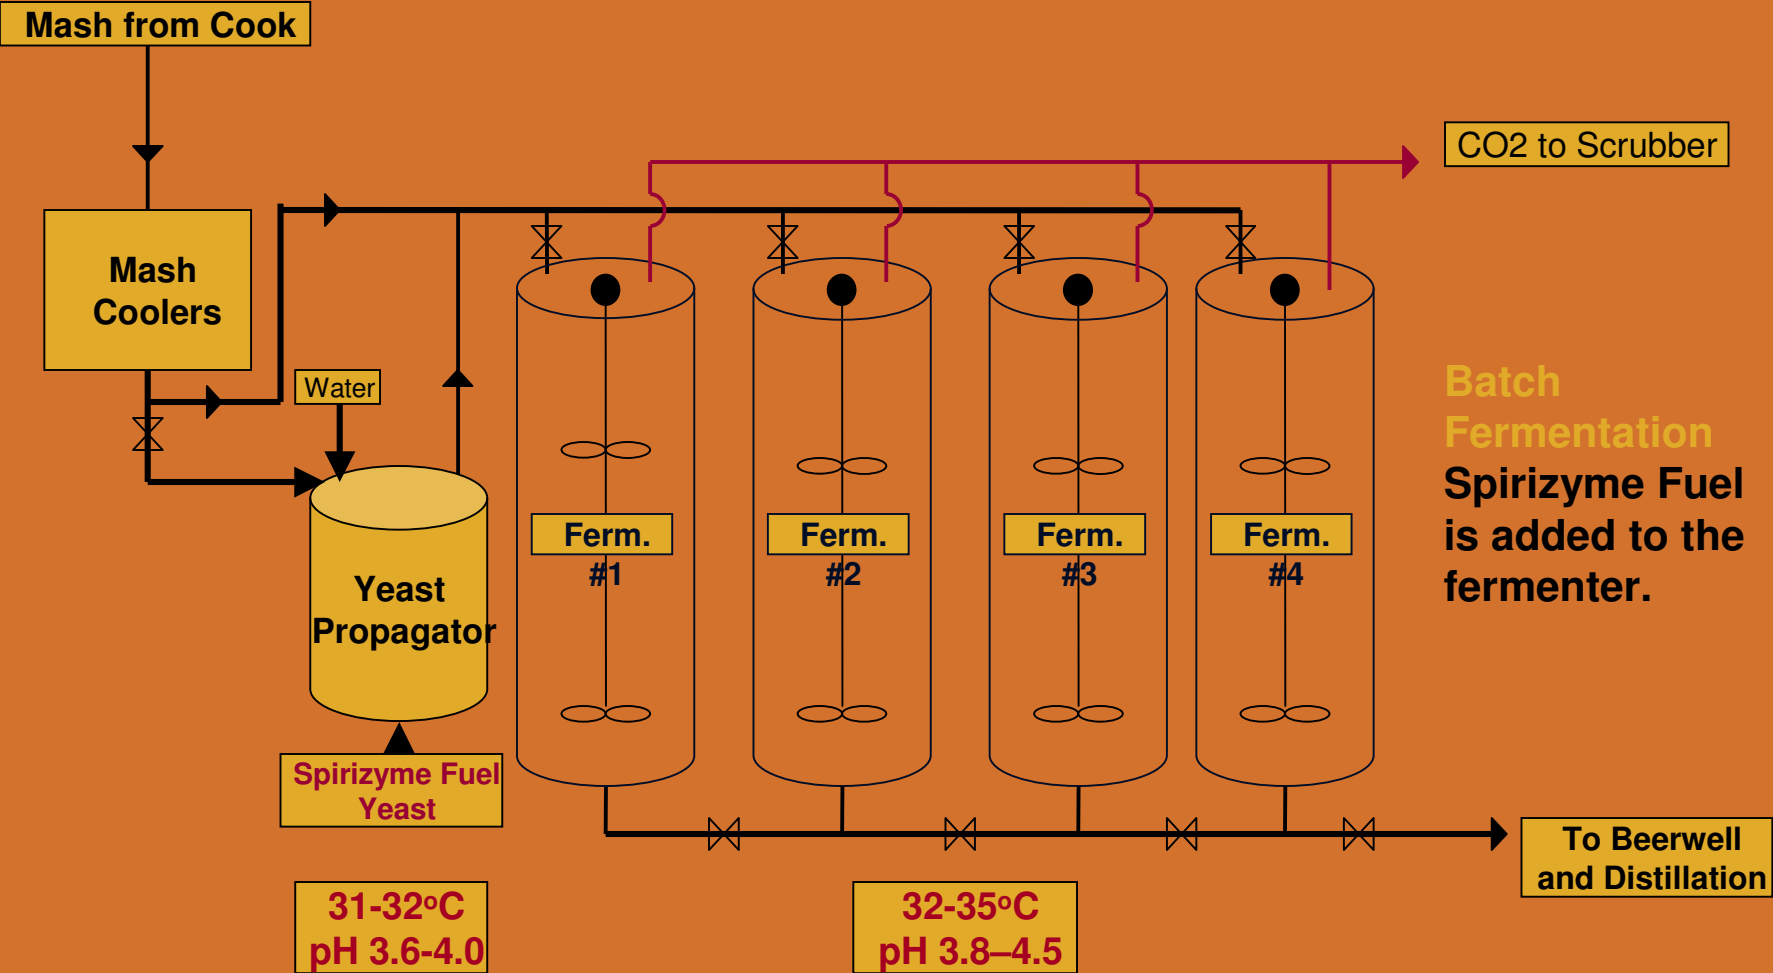 Mash from Cook
CO2 to Scrubber
Mash
Coolers
Water
Batch
Fermentation
Spirizyme Fuel
is added to the
fermenter.
Ferm.
#1
Ferm.
#2
Ferm.
#3
Ferm.
#4
Yeast
Propagator
Spirizyme Fuel
Yeast
To Beerwell
and Distillation
31-32ºC
pH 3.6-4.0
32-35ºC
pH 3.8–4.5